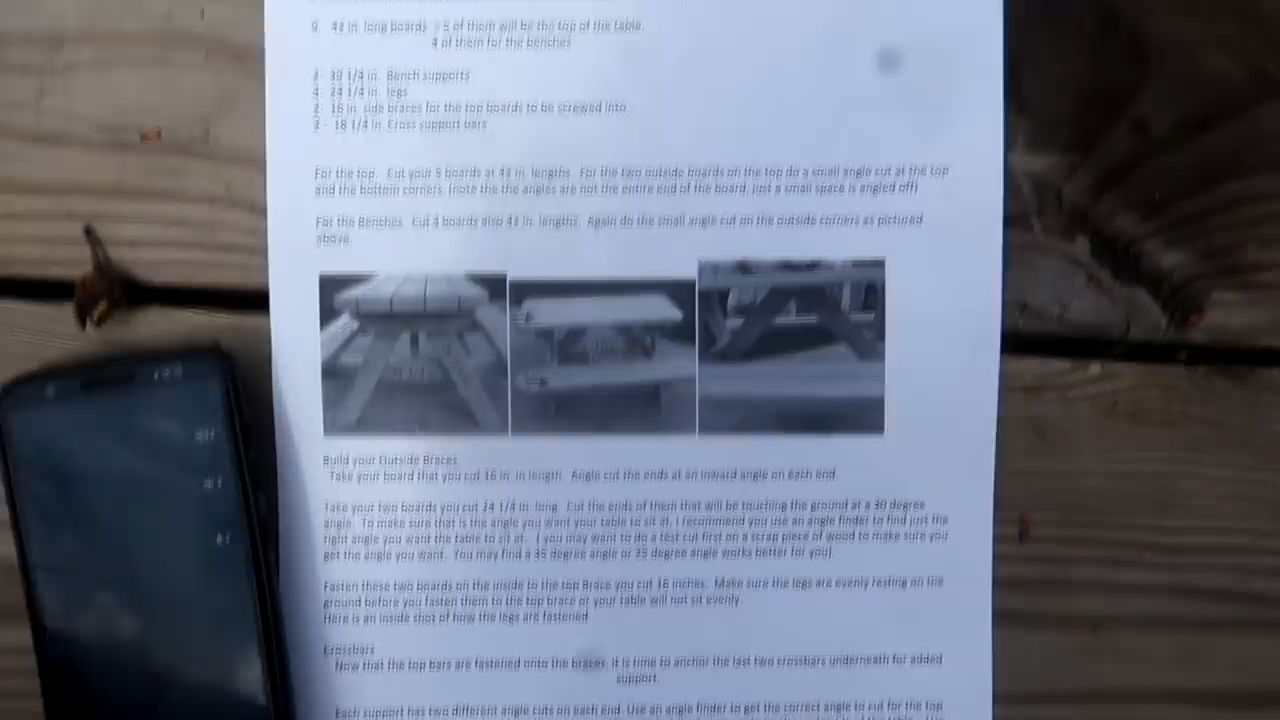 9 42 in. long boards - 5 of them will be the top of the table.
4 of them for the benches
39 1/4 in. Bench supports
4- 24 1/4 in. legs
2- 16 in. side braces for the top boards to be screwed into
2 - 18 1/4 in. Cross support bars
For the top. Cut your 5 boards at 42 in. lengths. For the two outside boards on the top do a small angle cut at the top
and the bottom corners. (note the the angles are not the entire end of the board, just a small space is angled off)
For the Benches. Cut 4 boards also 42 in. lengths. Again do the small angle cut on the outside corners as pictured
above.
Build your Outside Braces
Take your board that you cut 16 in. in length. Angle cut the ends at an inward angle on each end.
Take your two boards you cut 24 1/4 in. long. Cut the ends of them that will be touching the ground at a 30 degree
angle. To make sure that is the angle you want your table to sit at, I recommend you use an angle finder to find just the
right angle you want the table to sit at. ( you may want to do a test cut first on a scrap piece of wood to make sure you
get the angle you want. You may find a 35 degree angle or 25 degree angle works better for you)
Fasten these two boards on the inside to the top Brace you cut 16 inches. Make sure the legs are evenly resting on the
ground before you fasten them to the top brace or your table will not sit evenly.
Here is an inside shot of how the legs are fastened
Crossbars
Now that the top bars are fastened onto the braces, it is time to anchor the last two crossbars underneath for added
support.
Each support has two different angle cuts on each end. Use an angle finder to get the correct angle to cut for the top